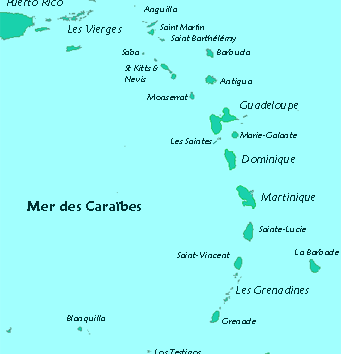 Puerto Rico
Anguilla
Les Vierges
Saint Martin
Saint Barthélémy
Saba
Barbuda
St Kitts &
Nevis
Antigua
Monserrat
Guadeloupe
Les Saintes
Marie-Galante
Dominique
Martinique
Mer des Caraïbes
Sainte-Lucie
Saint-Vincent
La Barbade
Les Grenadines
Blanquilla
Grenade
Los Testigos